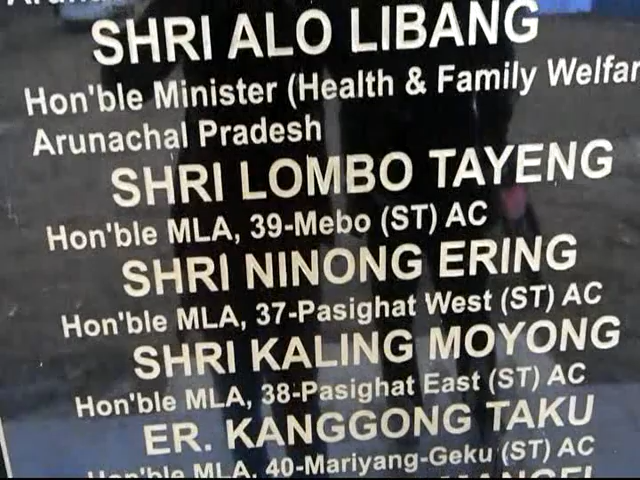 SHRI ALO LIBANG
Hon'ble Minister (Health & Family Welfar
Arunachal Pradesh
SHRI LOMBO TAYENG
Hon'ble MLA, 39-Mebo (ST) AC
SHRI NINONG ERING
Hon'ble MLA, 37-Pasighat West (ST) AC
SHRI KALING MOYONG
Hon'ble MLA, 38-Pasighat East (ST) AC
ER. KANGGONG TAKU
Hon'ble MLA, 40-Mariyang-Geku (ST) AC